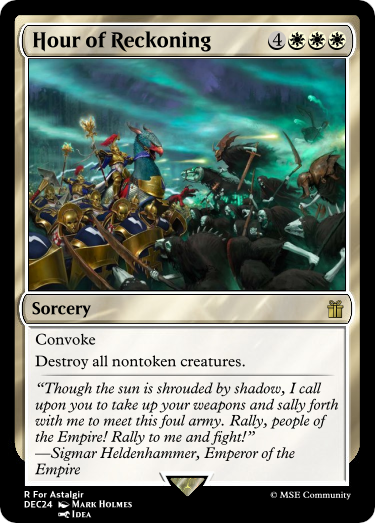 Hour of Reckoning 4
Sorcery
Convoke
Destroy all nontoken creatures.
“Though the sun is shrouded by shadow, I call
upon you to take up your weapons and sally forth
with me to meet this foul army. Rally, people of
the Empire! Rally to me and fight!”
—Sigmar Heldenhammer, Emperor of the
Empire
R For Astalgir
DEC24 Mark Holmes © MSE Community
Idea